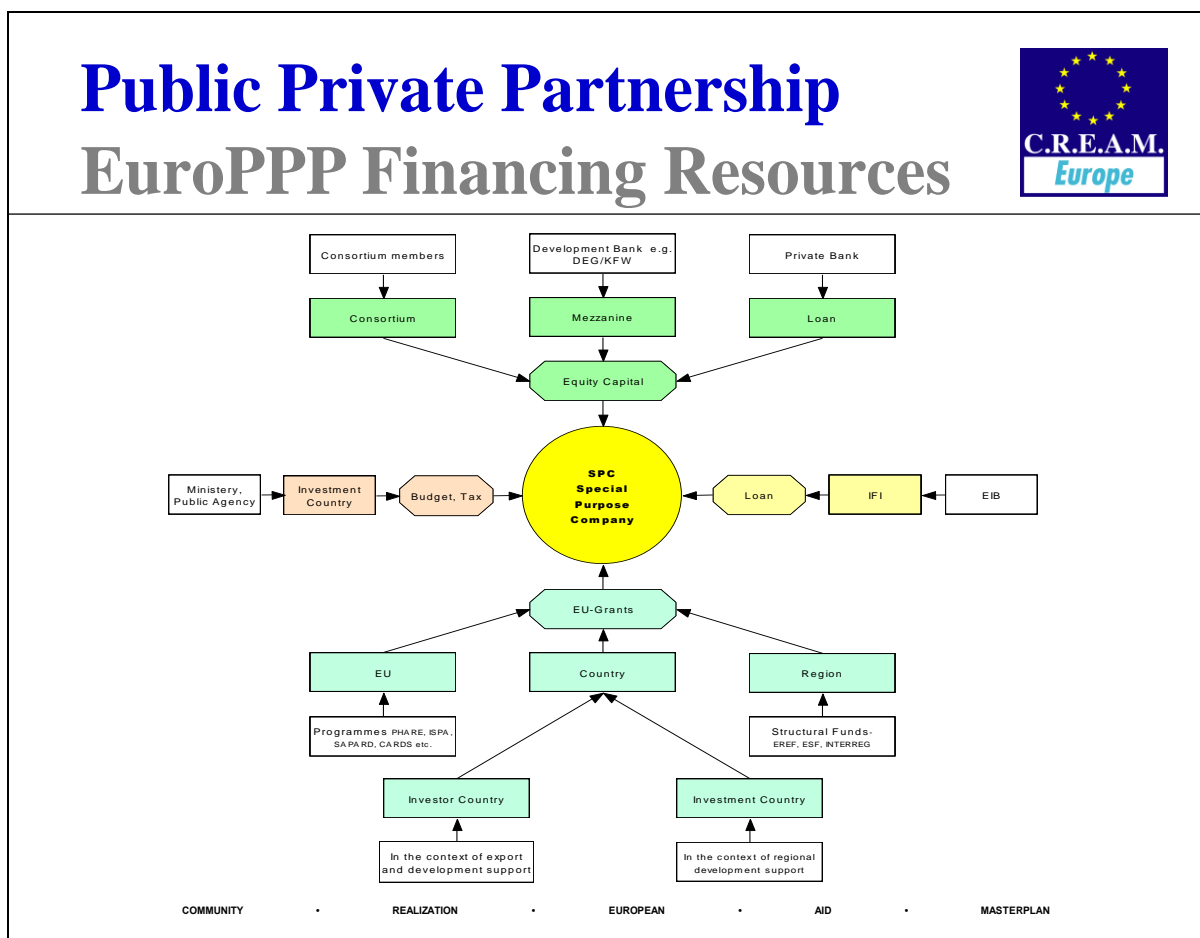 Public Private Partnership
EuroPPP Financing Resources
C.R.E.A.M.
Europe
Consortium members
Development Bank e.g.
DEG/KFW
Private Bank
Consortium
Mezzanine
Loan
Equity Capital
SPC
Special
Purpose
Company
Ministery,
Public Agency
Investment
Country
Budget, Tax
Loan
IFI
EIB
EU-Grants
EU
Country
Region
Programmes PHARE, ISPA,
SAPARD, CARDS etc.
Structural Funds-
EREF, ESF, INTERREG
Investor Country
Investment Country
In the context of export
and development support
In the context of regional
development support
COMMUNITY • REALIZATION • EUROPEAN • AID • MASTERPLAN